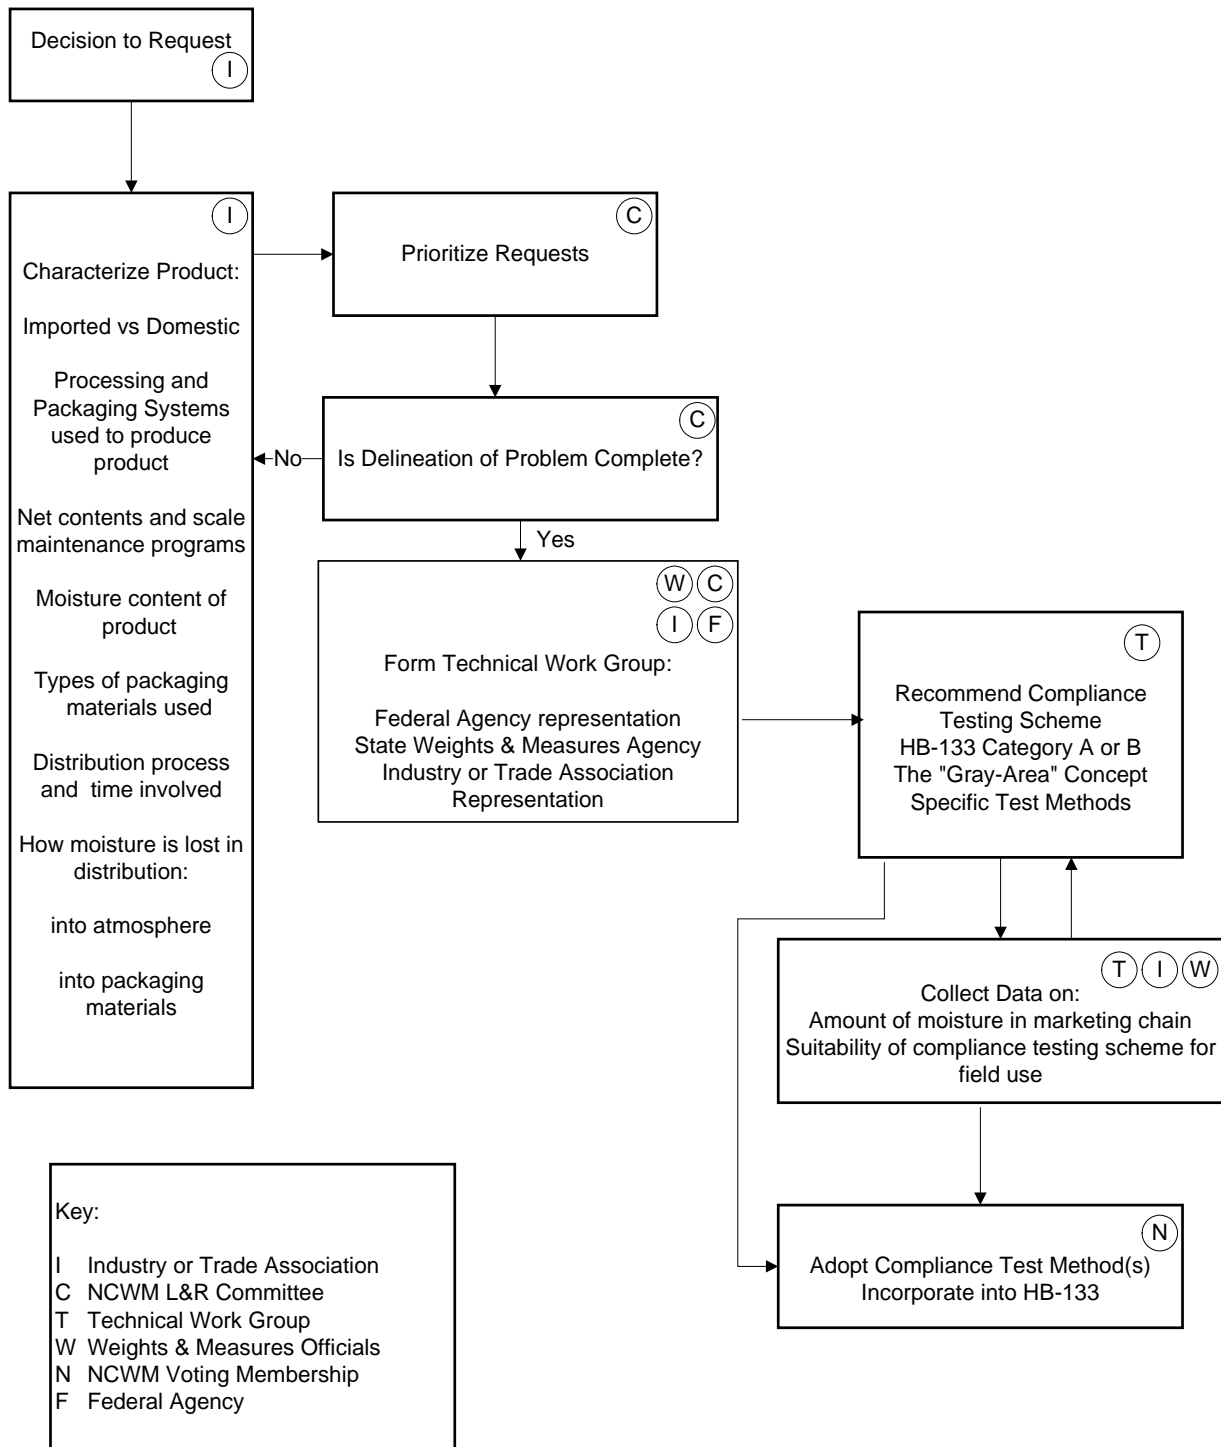 Decision to Request
I
I
Characterize Product:
Imported vs Domestic
Processing and
Packaging Systems
used to produce
product
Net contents and scale
maintenance programs
Moisture content of
product
Types of packaging
materials used
Distribution process
and time involved
How moisture is lost in
distribution:
into atmosphere
into packaging
materials
C
Prioritize Requests
C
Is Delineation of Problem Complete?
No
Yes
W C
I F
Form Technical Work Group:
Federal Agency representation
State Weights & Measures Agency
Industry or Trade Association
Representation
T
Recommend Compliance
Testing Scheme
HB-133 Category A or B
The "Gray-Area" Concept
Specific Test Methods
T I W
Collect Data on:
Amount of moisture in marketing chain
Suitability of compliance testing scheme for
field use
N
Adopt Compliance Test Method(s)
Incorporate into HB-133
Key:
I Industry or Trade Association
C NCWM L&R Committee
T Technical Work Group
W Weights & Measures Officials
N NCWM Voting Membership
F Federal Agency